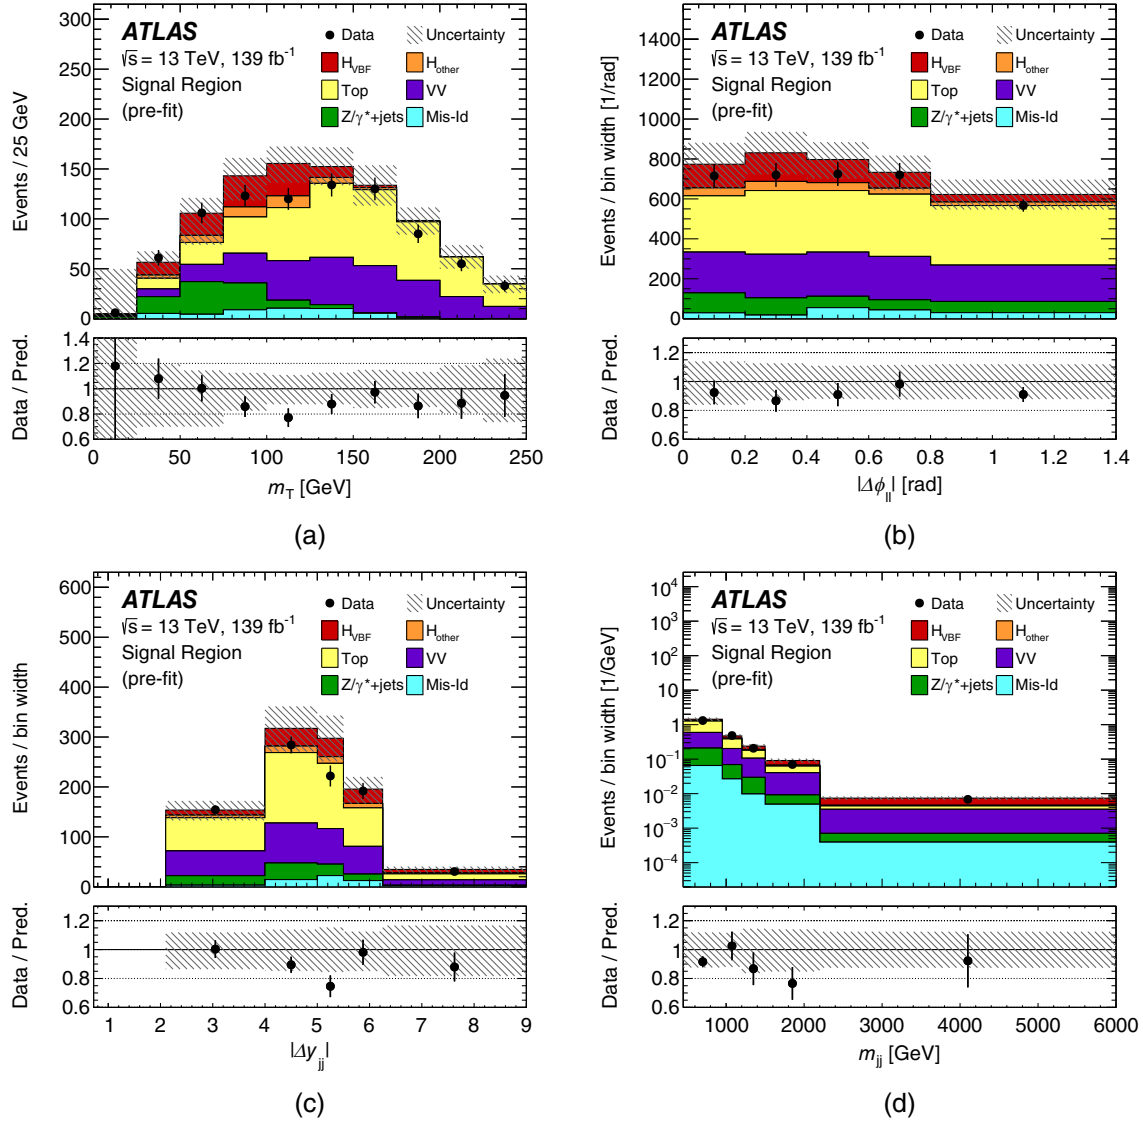 ATLAS
√s = 13 TeV, 139 fb⁻¹
Signal Region
(pre-fit)
Data
Uncertainty
H_VBF
H_other
Top
VV
Z/γ*+jets
Mis-Id
Events / 25 GeV
300
250
200
150
100
50
0
Data / Pred.
1.4
1.2
1
0.8
0.6
0 50 100 150 200 250
m_T [GeV]
(a)
ATLAS
√s = 13 TeV, 139 fb⁻¹
Signal Region
(pre-fit)
Data
Uncertainty
H_VBF
H_other
Top
VV
Z/γ*+jets
Mis-Id
Events / bin width [1/rad]
1400
1200
1000
800
600
400
200
0
Data / Pred.
1.2
1
0.8
0.6
0 0.2 0.4 0.6 0.8 1 1.2 1.4
|Δϕ_ll| [rad]
(b)
ATLAS
√s = 13 TeV, 139 fb⁻¹
Signal Region
(pre-fit)
Data
Uncertainty
H_VBF
H_other
Top
VV
Z/γ*+jets
Mis-Id
Events / bin width
600
500
400
300
200
100
0
Data / Pred.
1.2
1
0.8
0.6
1 2 3 4 5 6 7 8 9
|Δy_jj|
(c)
ATLAS
√s = 13 TeV, 139 fb⁻¹
Signal Region
(pre-fit)
Data
Uncertainty
H_VBF
H_other
Top
VV
Z/γ*+jets
Mis-Id
Events / bin width [1/GeV]
10⁴
10³
10²
10
1
10⁻¹
10⁻²
10⁻³
10⁻⁴
Data / Pred.
1.2
1
0.8
0.6
1000 2000 3000 4000 5000 6000
m_jj [GeV]
(d)